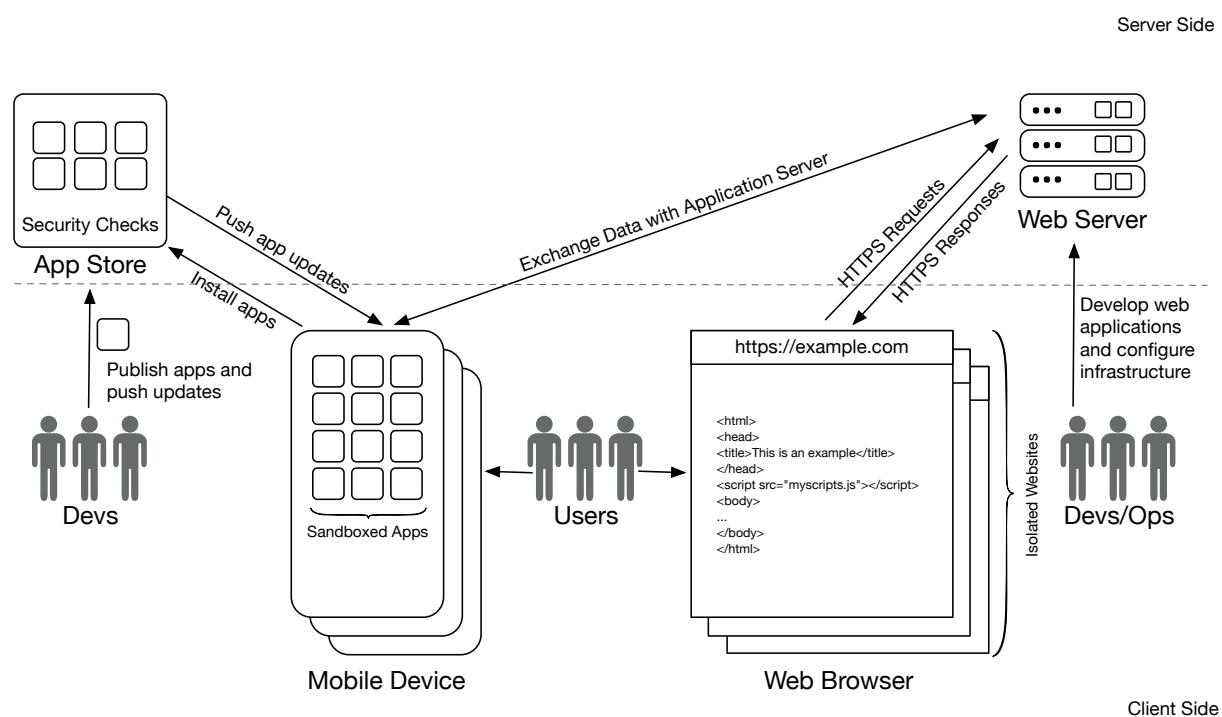 Server Side
Security Checks
App Store
Push app updates
Install apps
Exchange Data with Application Server
HTTPS Requests
HTTPS Responses
Web Server
Publish apps and
push updates
Devs
Sandboxed Apps
Mobile Device
Users
https://example.com
<html>
<head>
<title>This is an example</title>
</head>
<script src="myscripts.js"></script>
<body>
...
</body>
</html>
Web Browser
Isolated Websites
Develop web
applications
and configure
infrastructure
Devs/Ops
Client Side